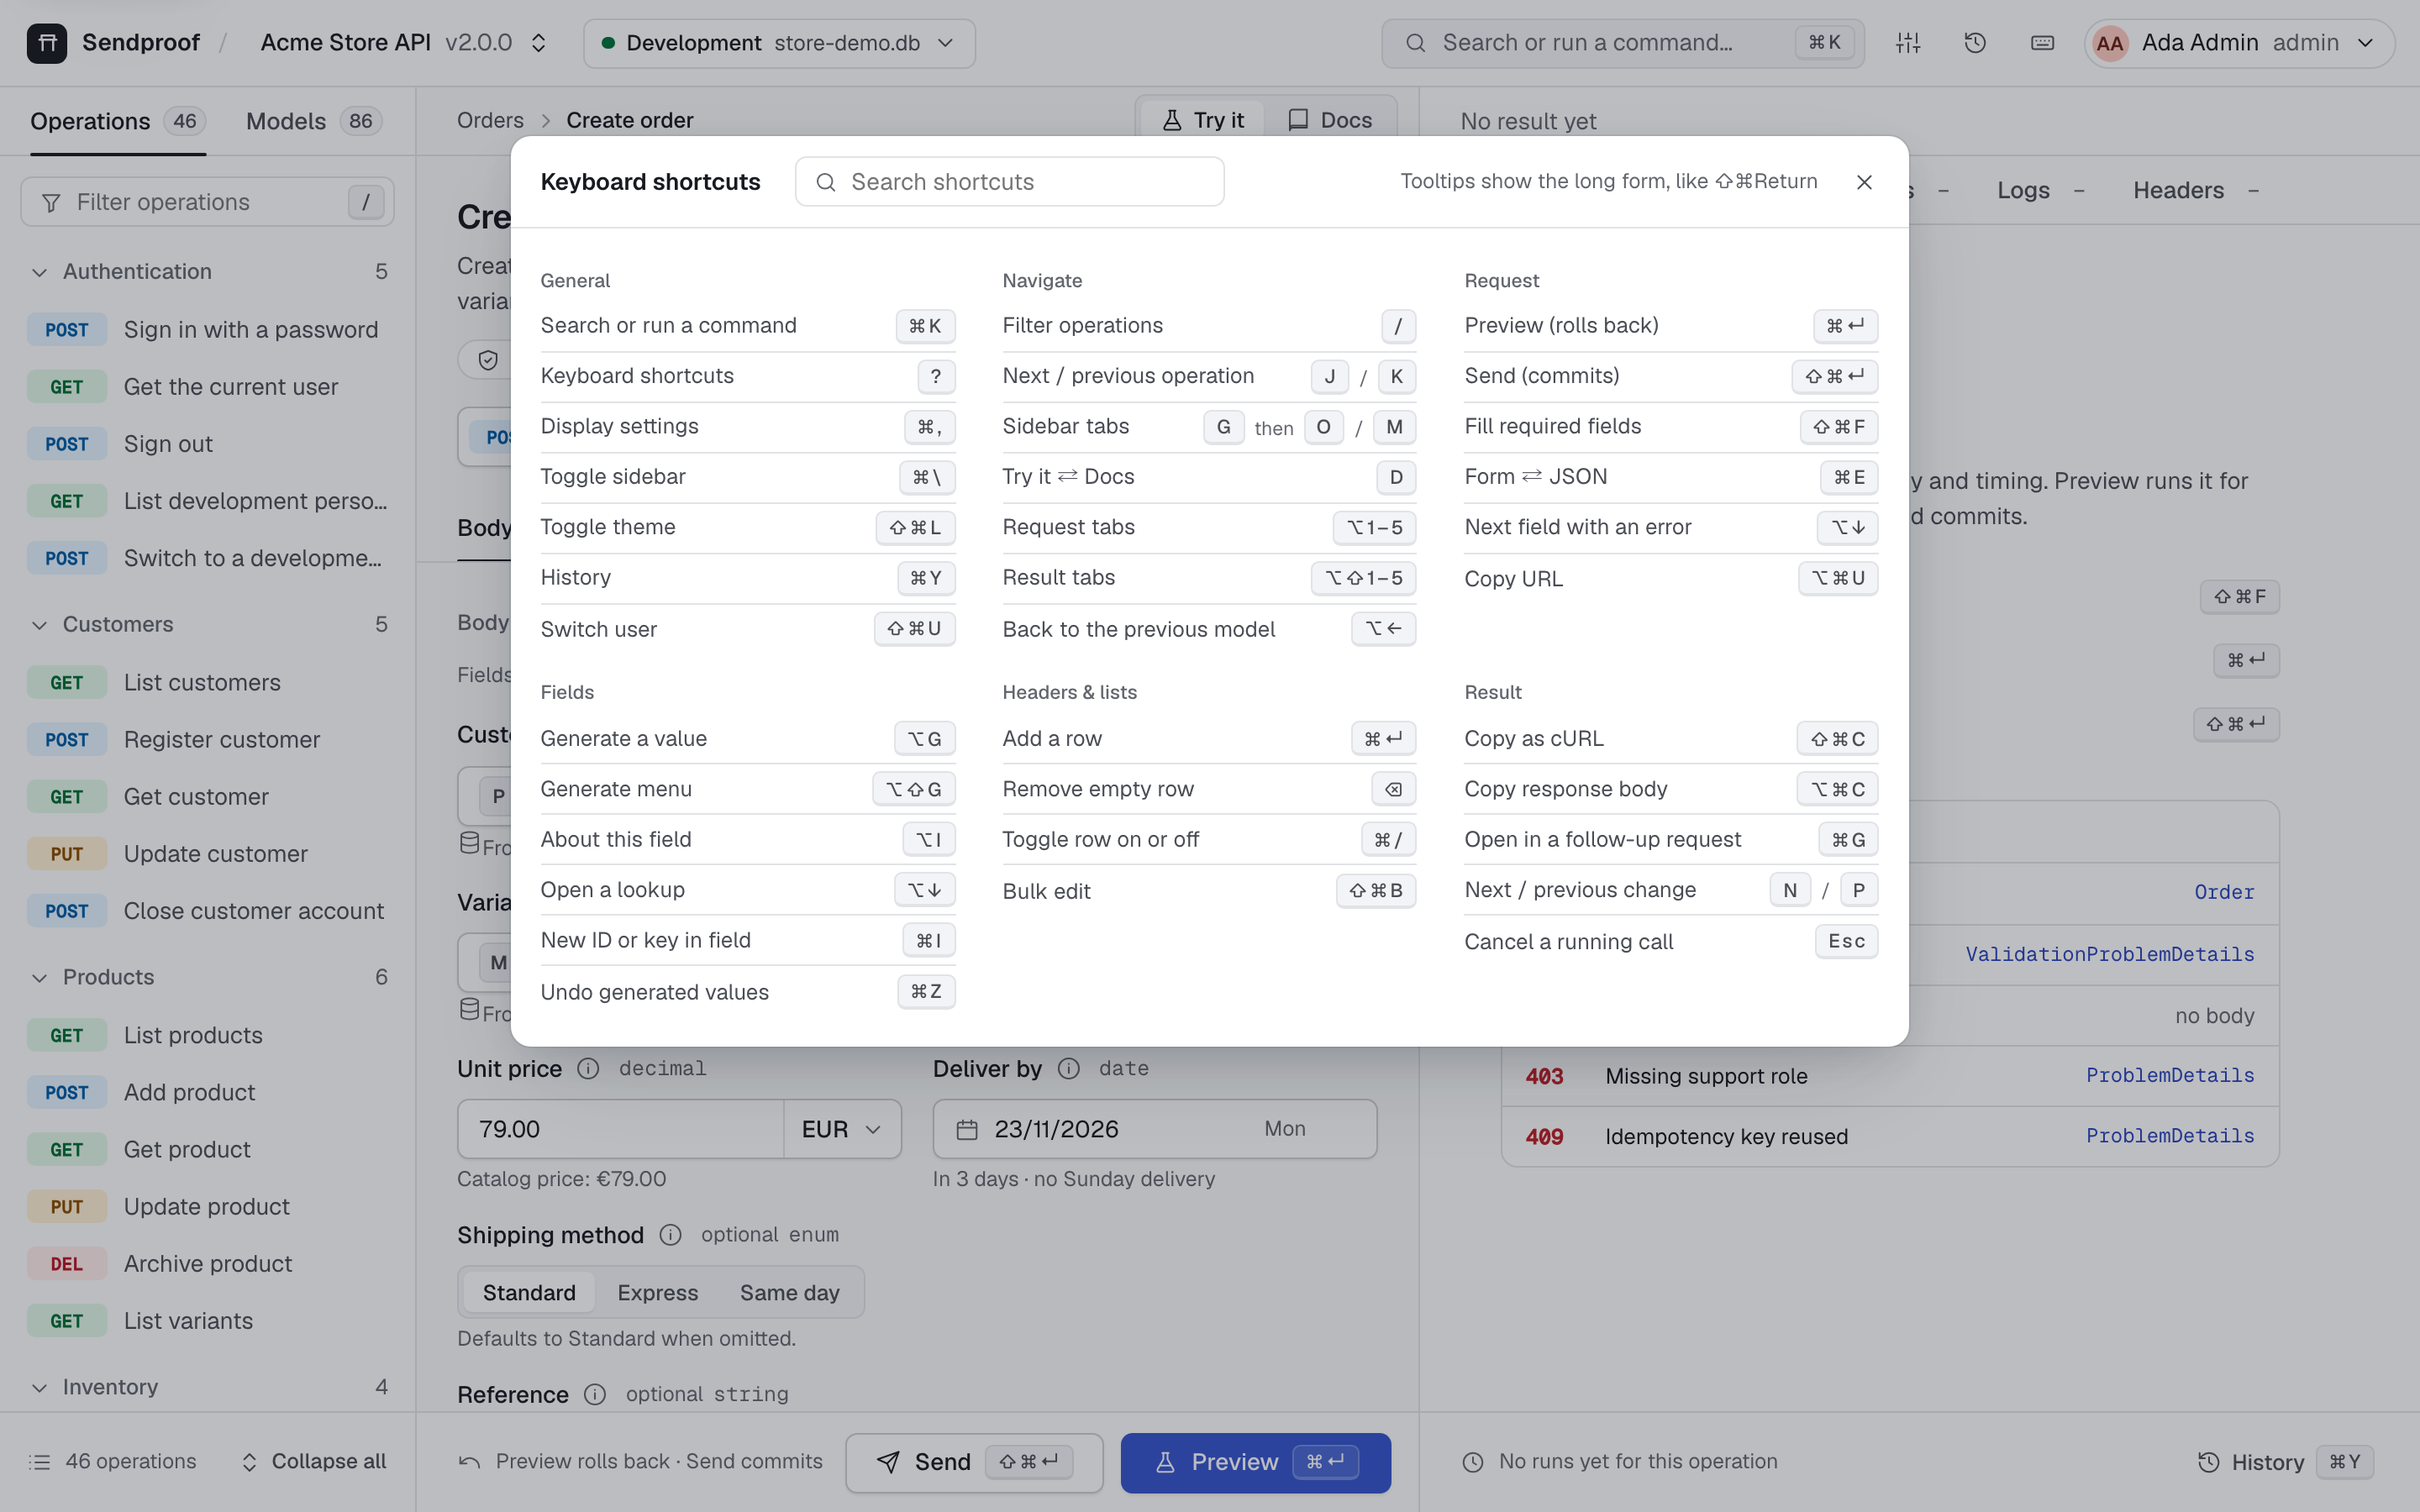 Sendproof / Acme Store API v2.0.0
Development store-demo.db
Search or run a command... ⌘K
AA Ada Admin admin
Operations 46
Models 86
Filter operations /
Authentication 5
POST Sign in with a password
GET Get the current user
POST Sign out
GET List development perso...
POST Switch to a developme...
Customers 5
GET List customers
POST Register customer
GET Get customer
PUT Update customer
POST Close customer account
Products 6
GET List products
POST Add product
GET Get product
PUT Update product
DEL Archive product
GET List variants
Inventory 4
46 operations
Collapse all
Orders > Create order
Try it
Docs
Cre
Creat
varia
POS
Body
Body
Fields
Custo
P
Fro
Varia
M
Fro
Keyboard shortcuts
Search shortcuts
Tooltips show the long form, like ⇧⌘Return
General
Search or run a command ⌘K
Keyboard shortcuts ?
Display settings ⌘,
Toggle sidebar ⌘\
Toggle theme ⇧⌘L
History ⌘Y
Switch user ⇧⌘U
Navigate
Filter operations /
Next / previous operation J / K
Sidebar tabs G then O / M
Try it ⇄ Docs D
Request tabs ⌥1–5
Result tabs ⌥⇧1–5
Back to the previous model ⌥←
Request
Preview (rolls back) ⌘↵
Send (commits) ⇧⌘↵
Fill required fields ⇧⌘F
Form ⇄ JSON ⌘E
Next field with an error ⌥↓
Copy URL ⌥⌘U
Fields
Generate a value ⌥G
Generate menu ⌥⇧G
About this field ⌥I
Open a lookup ⌥↓
New ID or key in field ⌘I
Undo generated values ⌘Z
Headers & lists
Add a row ⌘↵
Remove empty row ⌫
Toggle row on or off ⌘/
Bulk edit ⇧⌘B
Result
Copy as cURL ⇧⌘C
Copy response body ⌥⌘C
Open in a follow-up request ⌘G
Next / previous change N / P
Cancel a running call Esc
Unit price decimal
79.00 EUR
Catalog price: €79.00
Deliver by date
23/11/2026 Mon
In 3 days · no Sunday delivery
Shipping method optional enum
Standard Express Same day
Defaults to Standard when omitted.
Reference optional string
Preview rolls back · Send commits
Send ⇧⌘↵
Preview ⌘↵
No result yet
s –
Logs –
Headers –
y and timing. Preview runs it for
d commits.
⇧⌘F
⌘↵
⇧⌘↵
Order
ValidationProblemDetails
no body
403 Missing support role ProblemDetails
409 Idempotency key reused ProblemDetails
No runs yet for this operation
History ⌘Y